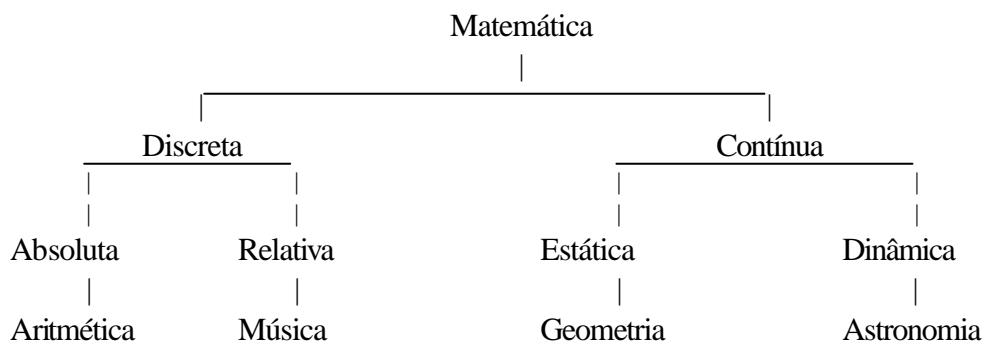 Matemática
Discreta Contínua
Absoluta Relativa Estática Dinâmica
Aritmética Música Geometria Astronomia